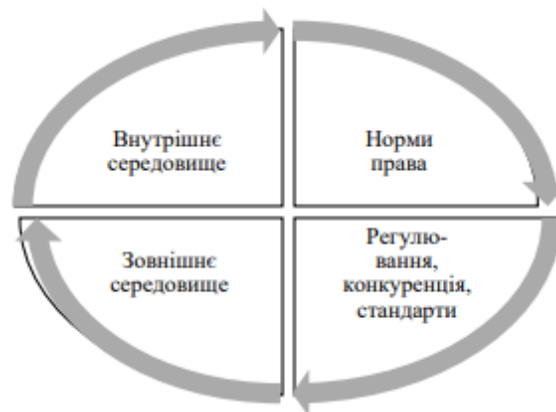 Внутрішнє
середовище
Норми
права
Зовнішнє
середовище
Регулю-
вання,
конкуренція,
стандарти